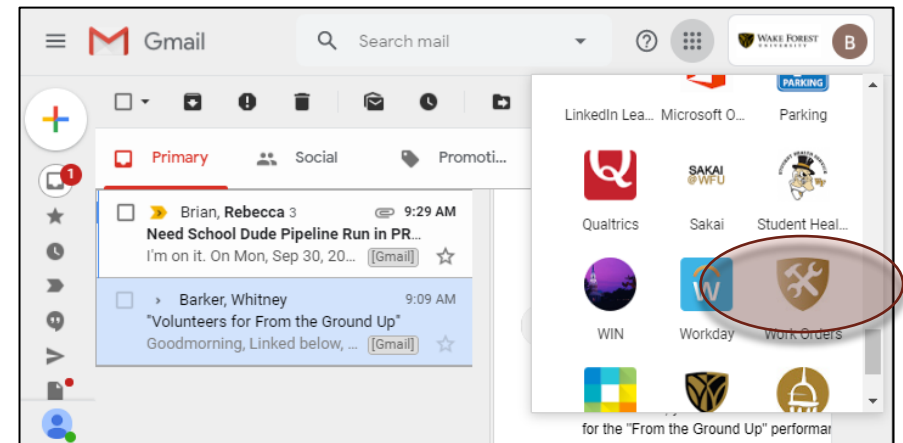 Gmail
Search mail
WAKE FOREST
UNIVERSITY
B
Primary
Social
Promoti...
1
Brian, Rebecca 3
9:29 AM
Need School Dude Pipeline Run in PR...
I'm on it. On Mon, Sep 30, 20... [Gmail]
Barker, Whitney
9:09 AM
"Volunteers for From the Ground Up"
Goodmorning, Linked below, ... [Gmail]
PARKING
LinkedIn Lea... Microsoft O... Parking
SAKAI
@WFU
Qualtrics Sakai Student Heal...
W
WIN Workday Work Orders
for the "From the Ground Up" performa